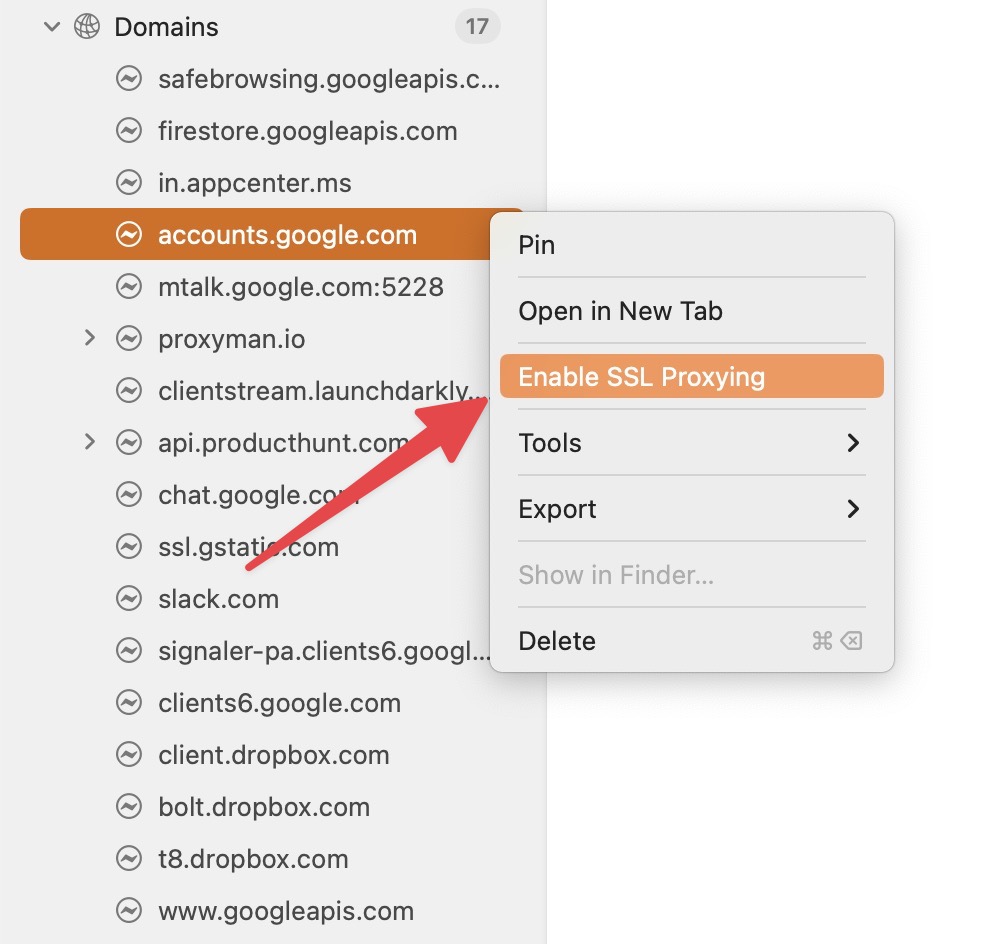 Domains 17
safebrowsing.googleapis.c...
firestore.googleapis.com
in.appcenter.ms
accounts.google.com
mtalk.google.com:5228
proxyman.io
clientstream.launchdarkly...
api.producthunt.com
chat.google.com
ssl.gstatic.com
slack.com
signaler-pa.clients6.googl...
clients6.google.com
client.dropbox.com
bolt.dropbox.com
t8.dropbox.com
www.googleapis.com
Pin
Open in New Tab
Enable SSL Proxying
Tools
Export
Show in Finder...
Delete ⌘⌫